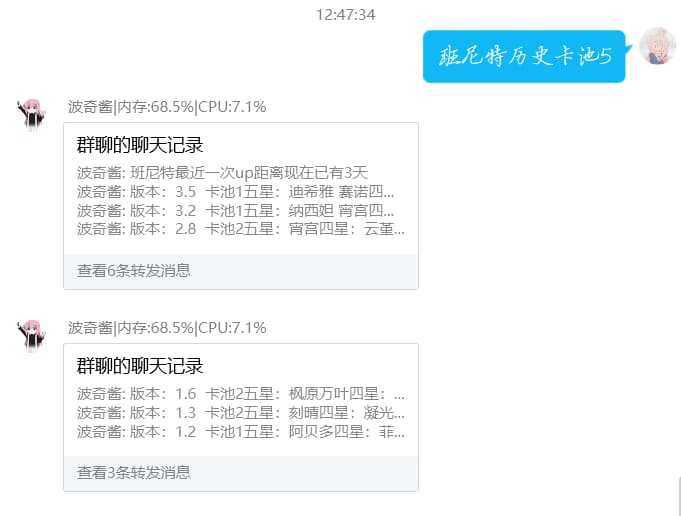 12:47:34
班尼特历史卡池5
波奇酱|内存:68.5%|CPU:7.1%
群聊的聊天记录
波奇酱: 班尼特最近一次up距离现在已有3天
波奇酱: 版本：3.5 卡池1五星：迪希雅 赛诺四...
波奇酱: 版本：3.2 卡池1五星：纳西妲 宵宫四...
波奇酱: 版本：2.8 卡池2五星：宵宫四星：云堇...
查看6条转发消息
波奇酱|内存:68.5%|CPU:7.1%
群聊的聊天记录
波奇酱: 版本：1.6 卡池2五星：枫原万叶四星：...
波奇酱: 版本：1.3 卡池2五星：刻晴四星：凝光...
波奇酱: 版本：1.2 卡池1五星：阿贝多四星：菲...
查看3条转发消息